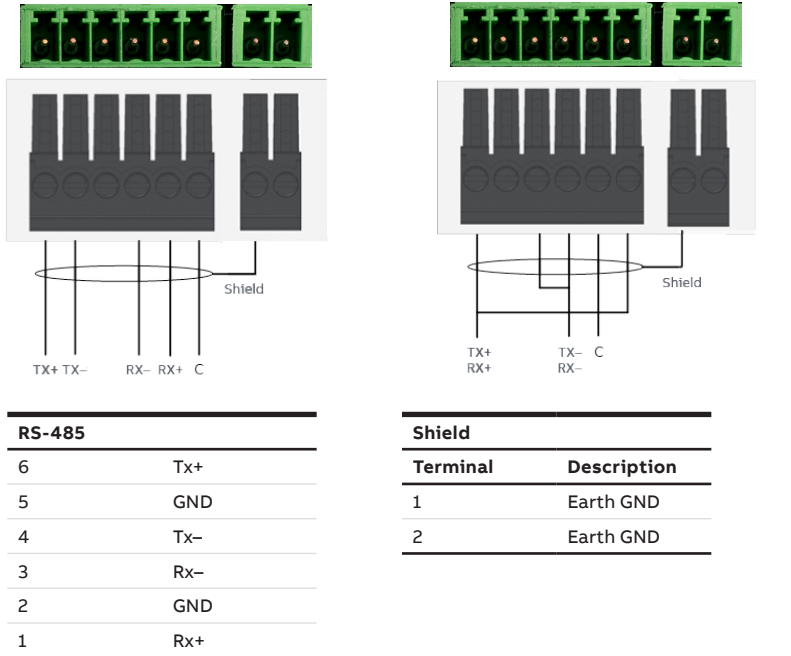 Shield
TX+ TX– RX– RX+ C
Shield
TX+ TX– C
RX+ RX–
RS-485
6 Tx+
5 GND
4 Tx–
3 Rx–
2 GND
1 Rx+
Shield
Terminal Description
1 Earth GND
2 Earth GND